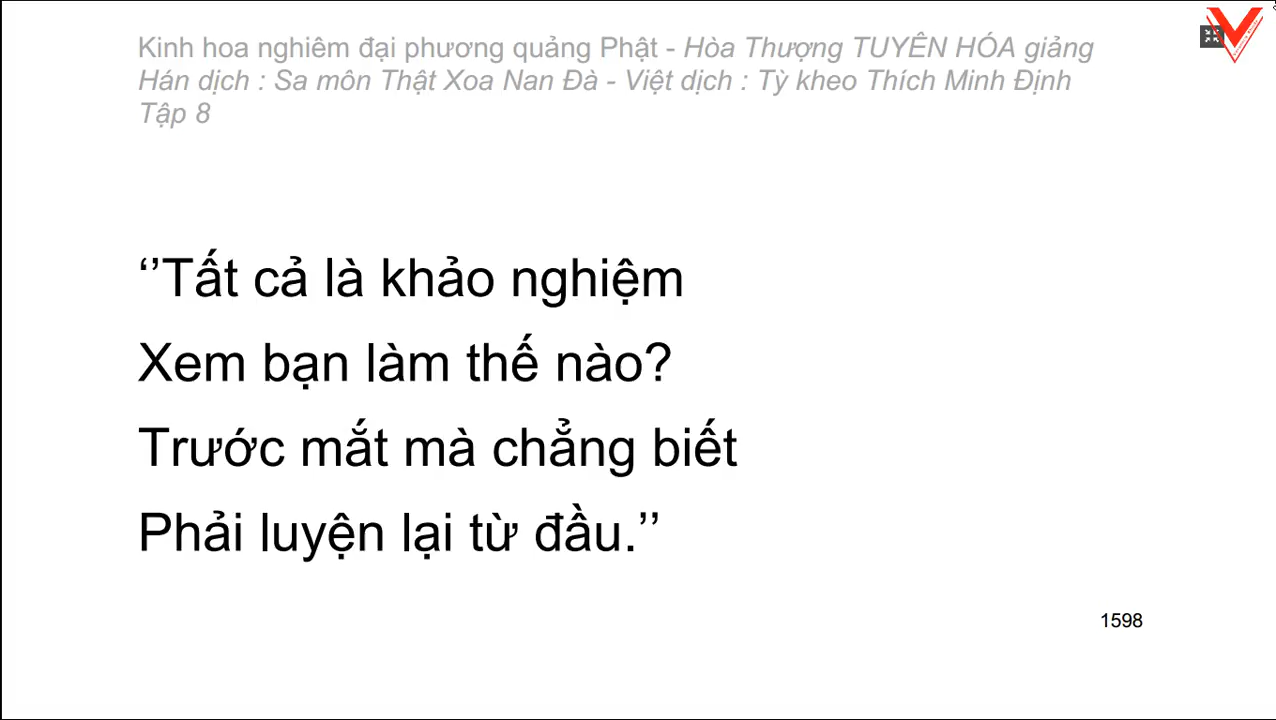 Kinh hoa nghiêm đại phương quảng Phật - Hòa Thượng TUYÊN HÓA giảng
Hán dịch : Sa môn Thật Xoa Nan Đà - Việt dịch : Tỳ kheo Thích Minh Định
Tập 8
‘’Tất cả là khảo nghiệm
Xem bạn làm thế nào?
Trước mắt mà chẳng biết
Phải luyện lại từ đầu.’’
1598